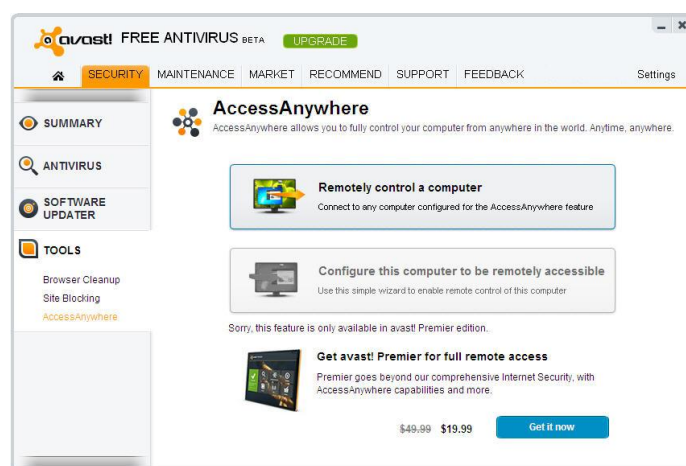 avast! FREE ANTIVIRUS BETA UPGRADE
SECURITY MAINTENANCE MARKET RECOMMEND SUPPORT FEEDBACK Settings
SUMMARY
ANTIVIRUS
SOFTWARE
UPDATER
TOOLS
Browser Cleanup
Site Blocking
AccessAnywhere
AccessAnywhere
AccessAnywhere allows you to fully control your computer from anywhere in the world. Anytime, anywhere.
Remotely control a computer
Connect to any computer configured for the AccessAnywhere feature
Configure this computer to be remotely accessible
Use this simple wizard to enable remote control of this computer
Sorry, this feature is only available in avast! Premier edition.
Get avast! Premier for full remote access
Premier goes beyond our comprehensive Internet Security, with
AccessAnywhere capabilities and more.
$49.99 $19.99 Get it now